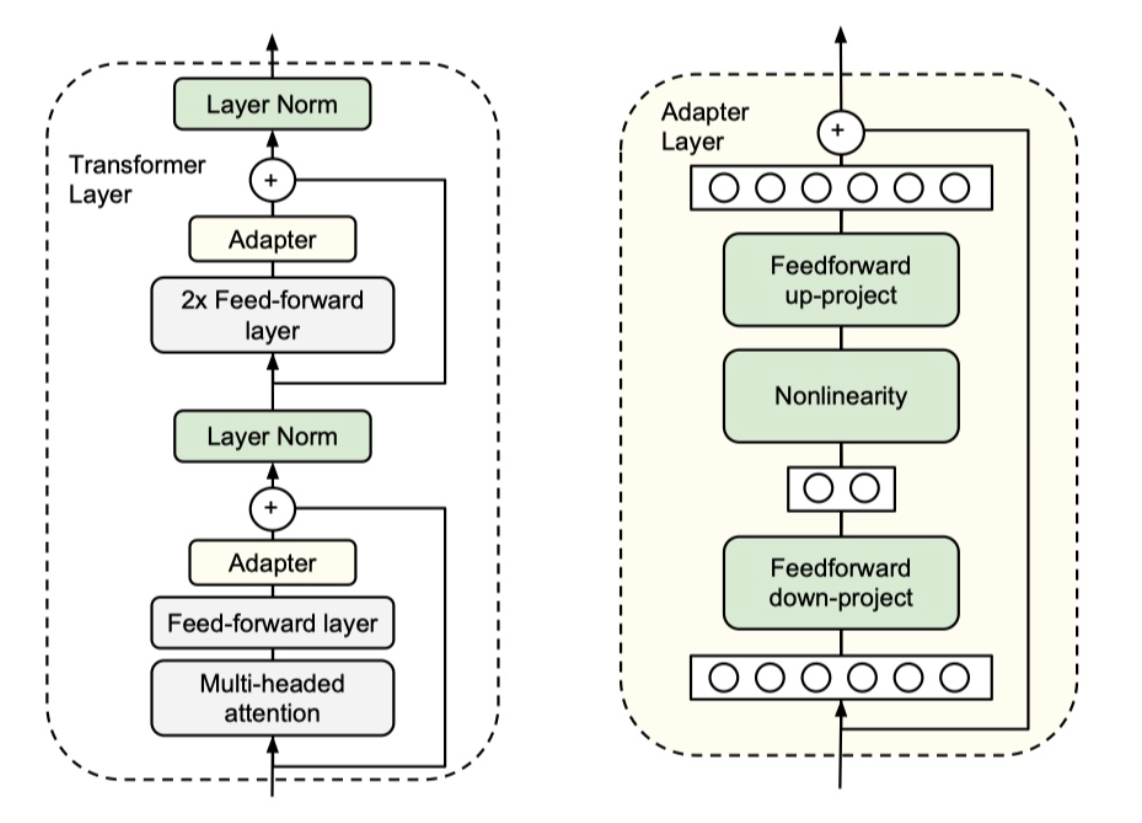 Transformer
Layer
Layer Norm
+
Adapter
2x Feed-forward
layer
Layer Norm
+
Adapter
Feed-forward layer
Multi-headed
attention
Adapter
Layer
+
Feedforward
up-project
Nonlinearity
Feedforward
down-project